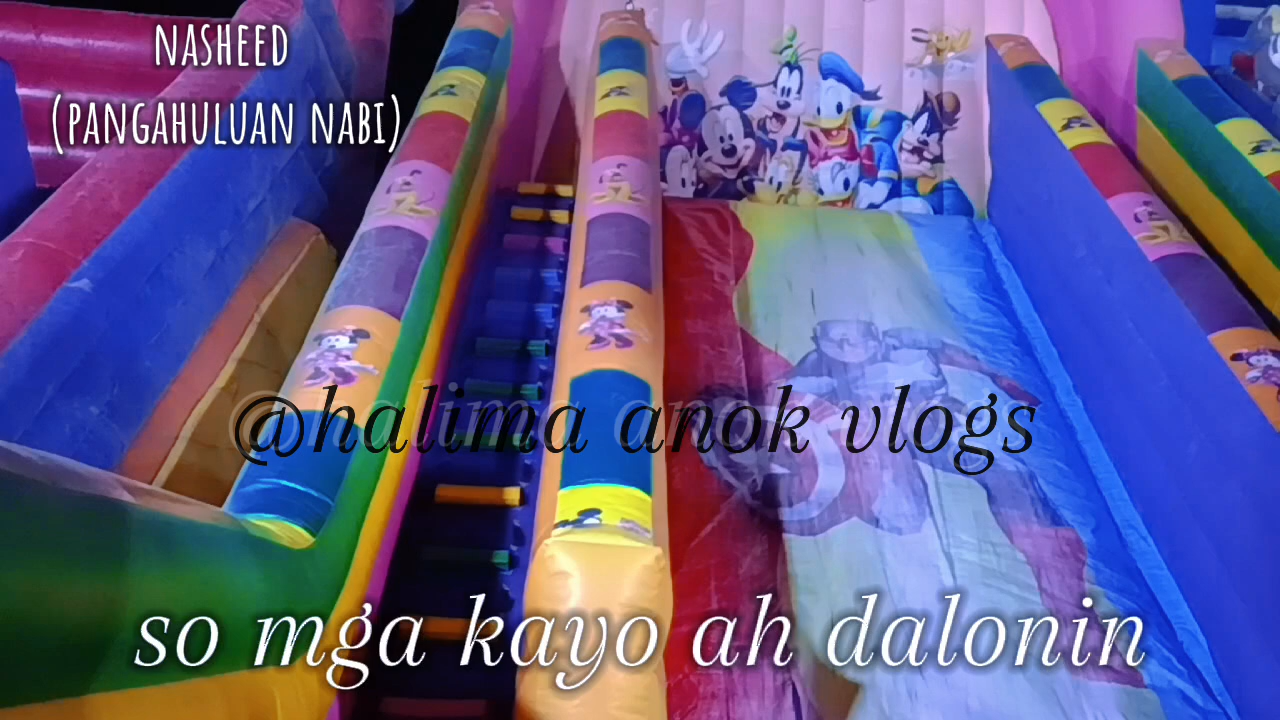 NASHEED
(PANGAHULUAN NABI)
@halima anok vlogs
so mga kayo ah dalonin